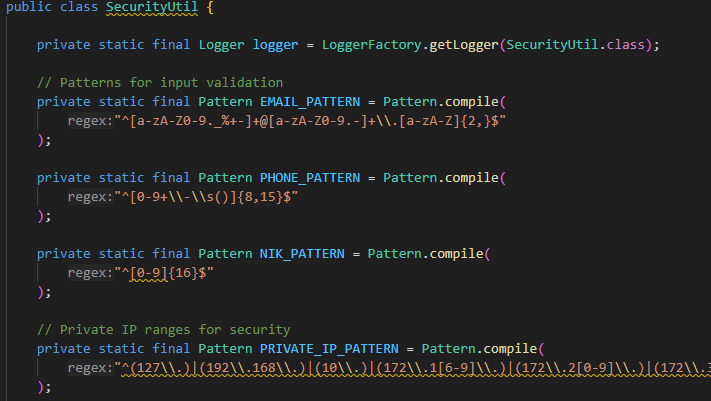 public class SecurityUtil {
private static final Logger logger = LoggerFactory.getLogger(SecurityUtil.class);
// Patterns for input validation
private static final Pattern EMAIL_PATTERN = Pattern.compile(
regex:"^[a-zA-Z0-9._%+-]+@[a-zA-Z0-9.-]+\\.[a-zA-Z]{2,}$"
);
private static final Pattern PHONE_PATTERN = Pattern.compile(
regex:"^[0-9+\\-\\s()]{8,15}$"
);
private static final Pattern NIK_PATTERN = Pattern.compile(
regex:"^[0-9]{16}$"
);
// Private IP ranges for security
private static final Pattern PRIVATE_IP_PATTERN = Pattern.compile(
regex:"^(127\\.)|(192\\.168\\.)|(10\\.)|(172\\.1[6-9]\\.)|(172\\.2[0-9]\\.)|(172\\.3
);